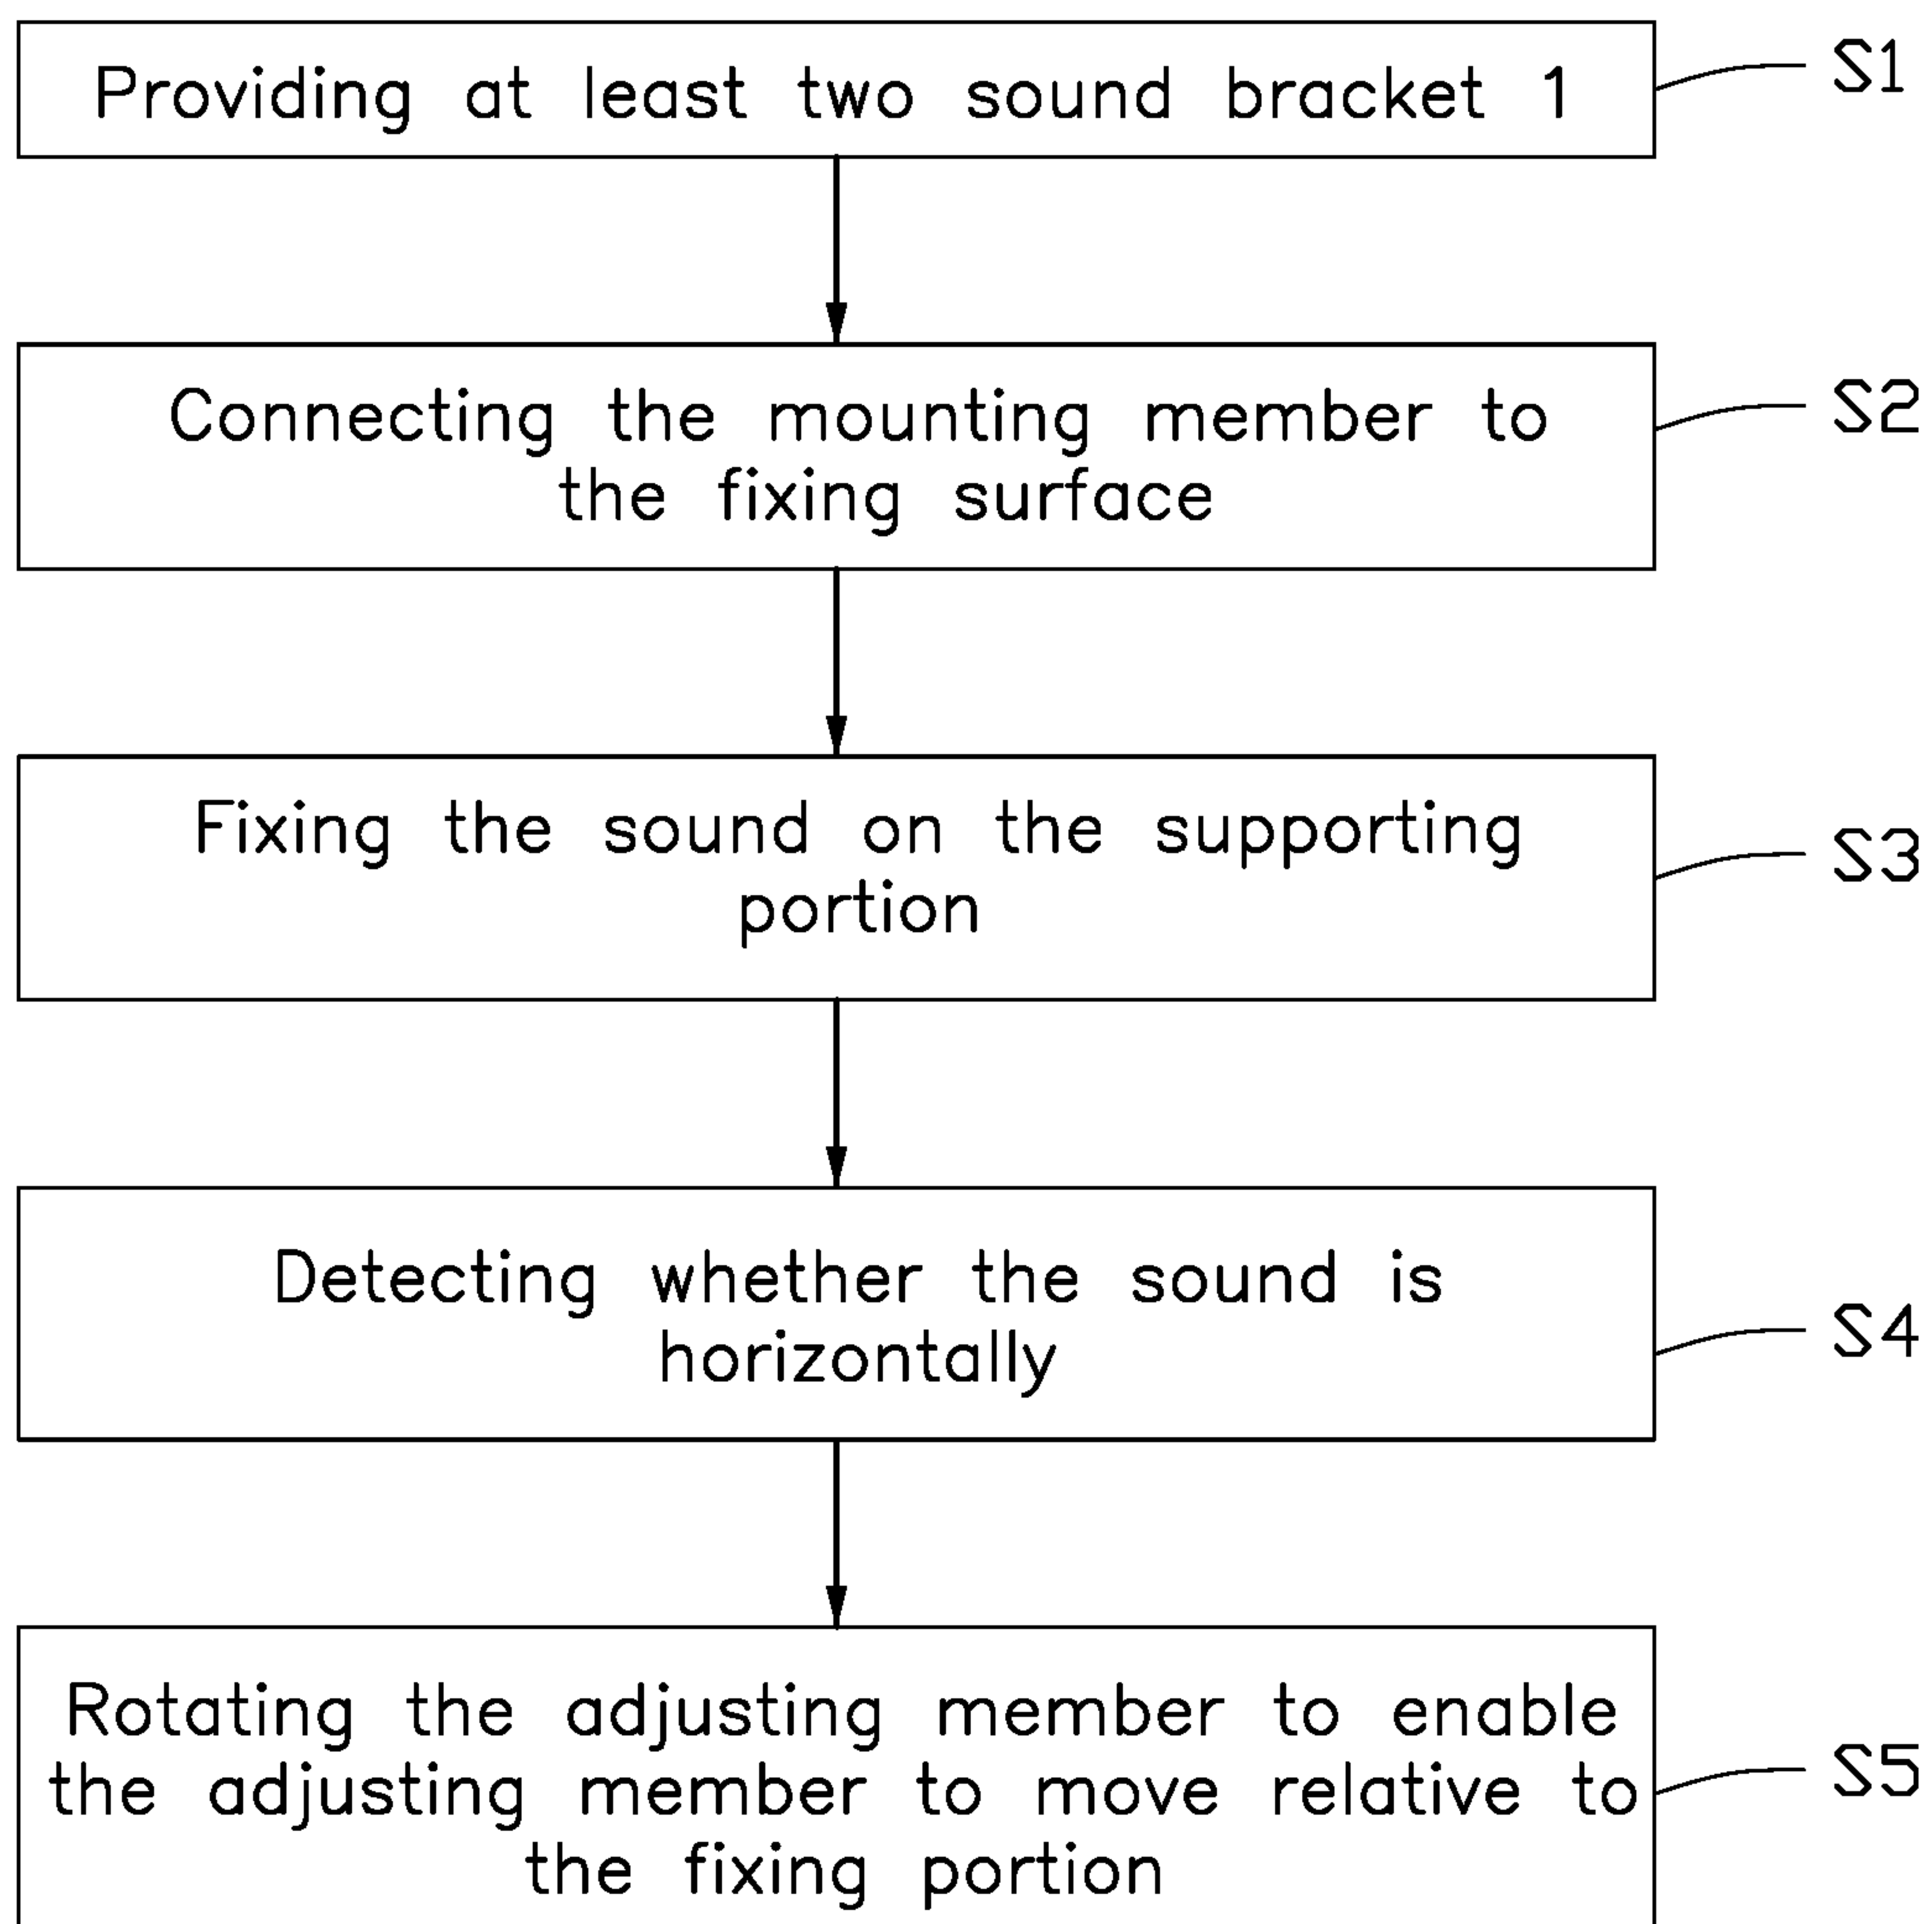 Providing at least two sound bracket 1
S1
Connecting the mounting member to
the fixing surface
S2
Fixing the sound on the supporting
portion
S3
Detecting whether the sound is
horizontally
S4
Rotating the adjusting member to enable
the adjusting member to move relative to
the fixing portion
S5